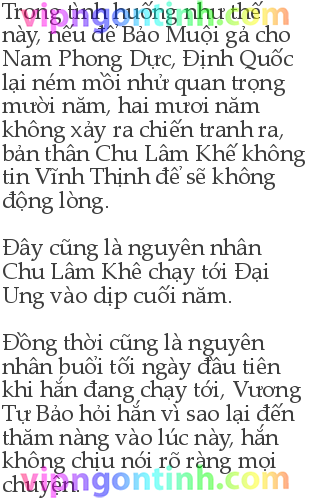 vipngontinh.com
Trong tình huống như thế
này, nếu để Bảo Muội gả cho
Nam Phong Dực, Định Quốc
lại ném mồi nhử quan trọng
mười năm, hai mươi năm
không xảy ra chiến tranh ra,
bản thân Chu Lâm Khế không
tin Vĩnh Thịnh đế sẽ không
động lòng.
vipngontinh.com
Đây cũng là nguyên nhân
Chu Lâm Khê chạy tới Đại
Ung vào dịp cuối năm.
Đồng thời cũng là nguyên
nhân buổi tối ngày đầu tiên
khi hắn đang chạy tới, Vương
Tự Bảo hỏi hắn vì sao lại đến
thăm nàng vào lúc này, hắn
không chịu nói rõ ràng mọi
chuyện.
vipngontinh.com